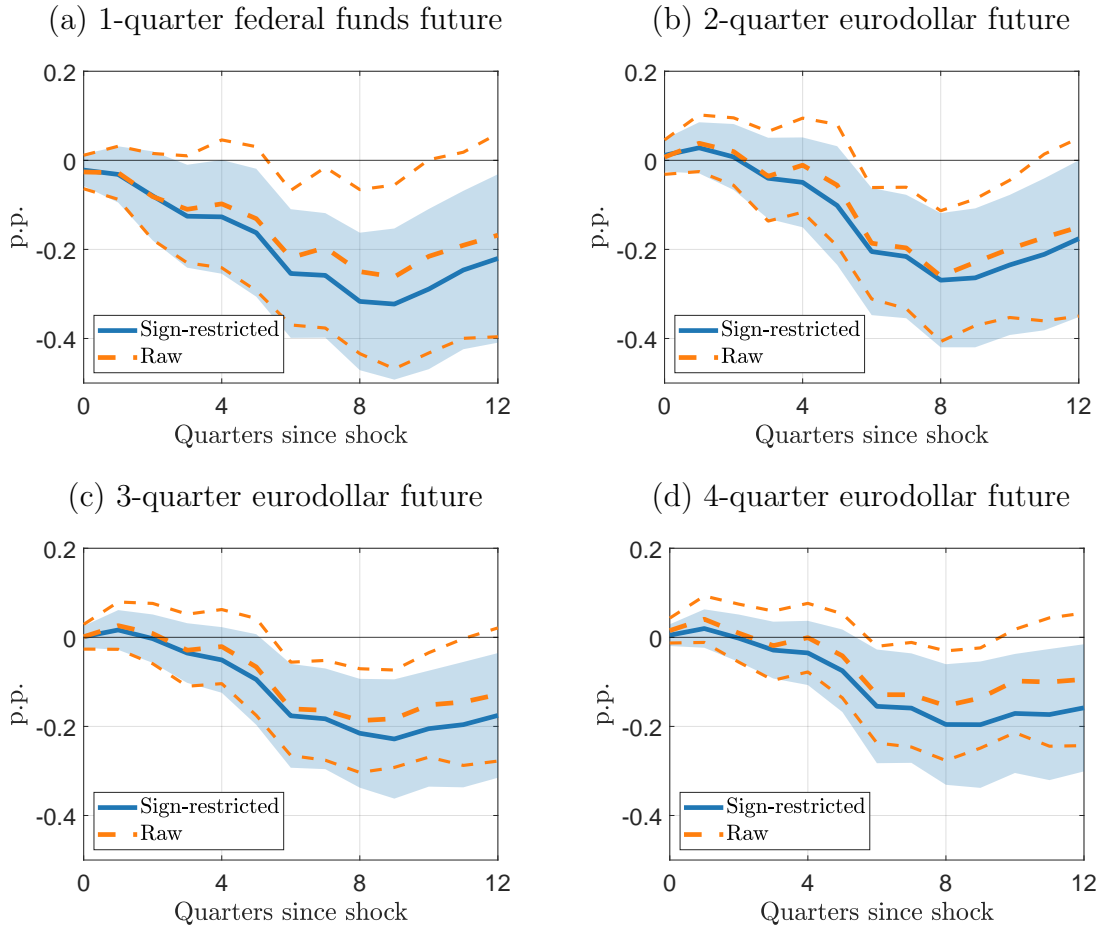 (a) 1-quarter federal funds future
0.2
0
-0.2
-0.4
p.p.
Sign-restricted
Raw
0 4 8 12
Quarters since shock
(b) 2-quarter eurodollar future
0.2
0
-0.2
-0.4
p.p.
Sign-restricted
Raw
0 4 8 12
Quarters since shock
(c) 3-quarter eurodollar future
0.2
0
-0.2
-0.4
p.p.
Sign-restricted
Raw
0 4 8 12
Quarters since shock
(d) 4-quarter eurodollar future
0.2
0
-0.2
-0.4
p.p.
Sign-restricted
Raw
0 4 8 12
Quarters since shock